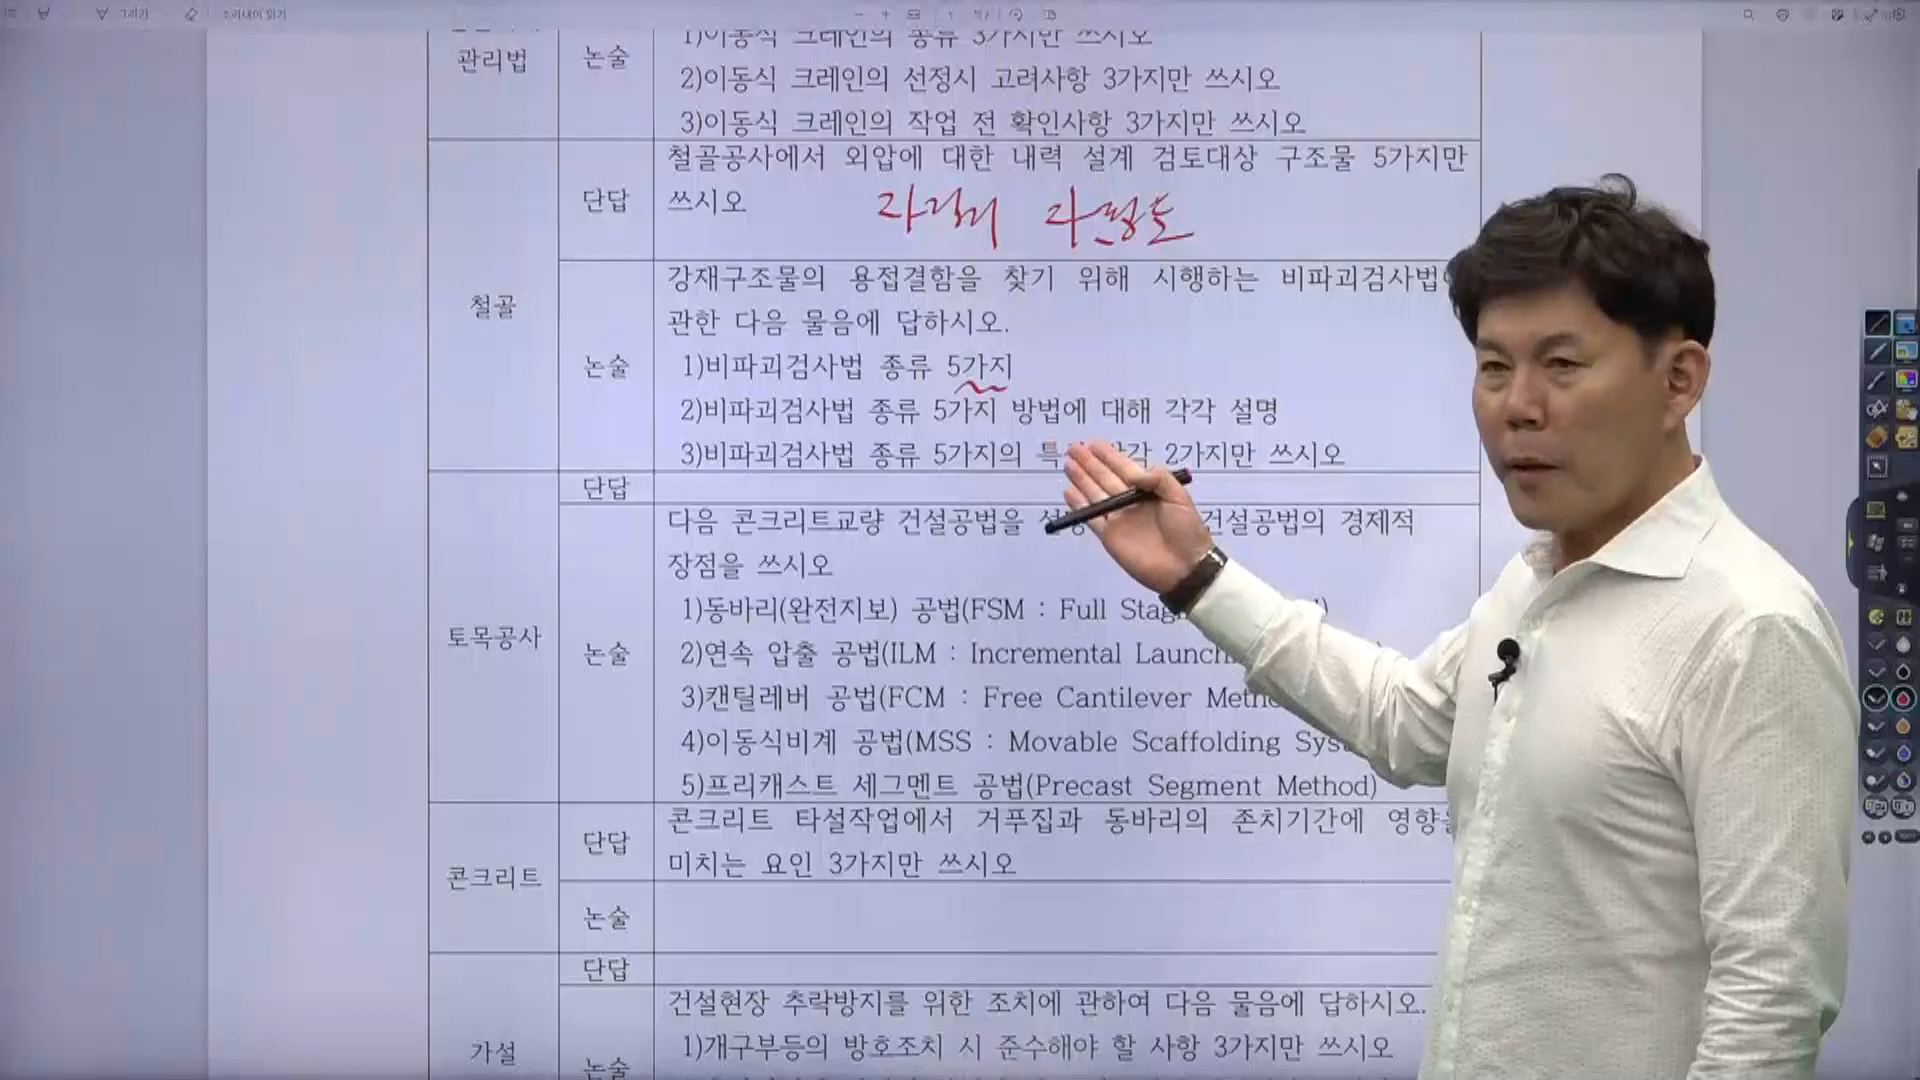 그리기
소리내어 읽기
관리법
논술
1)이동식 크레인의 종류 3가지만 쓰시오
2)이동식 크레인의 선정시 고려사항 3가지만 쓰시오
3)이동식 크레인의 작업 전 확인사항 3가지만 쓰시오
철골
단답
철골공사에서 외압에 대한 내력 설계 검토대상 구조물 5가지만
쓰시오
논술
강재구조물의 용접결함을 찾기 위해 시행하는 비파괴검사법에
관한 다음 물음에 답하시오.
1)비파괴검사법 종류 5가지
2)비파괴검사법 종류 5가지 방법에 대해 각각 설명
3)비파괴검사법 종류 5가지의 각각 2가지만 쓰시오
토목공사
단답
논술
다음 콘크리트교량 건설공법을 건설공법의 경제적
장점을 쓰시오
1)동바리(완전지보) 공법(FSM : Full
2)연속 압출 공법(ILM : Incremental
3)캔틸레버 공법(FCM : Free Cantilever
4)이동식비계 공법(MSS : Movable Scaffolding
5)프리캐스트 세그멘트 공법(Precast Segment Method)
콘크리트
단답
콘크리트 타설작업에서 거푸집과 동바리의 존치기간에 영향을
미치는 요인 3가지만 쓰시오
논술
가설
단답
논술
건설현장 추락방지를 위한 조치에 관하여 다음 물음에 답하시오.
1)개구부등의 방호조치 시 준수해야 할 사항 3가지만 쓰시오